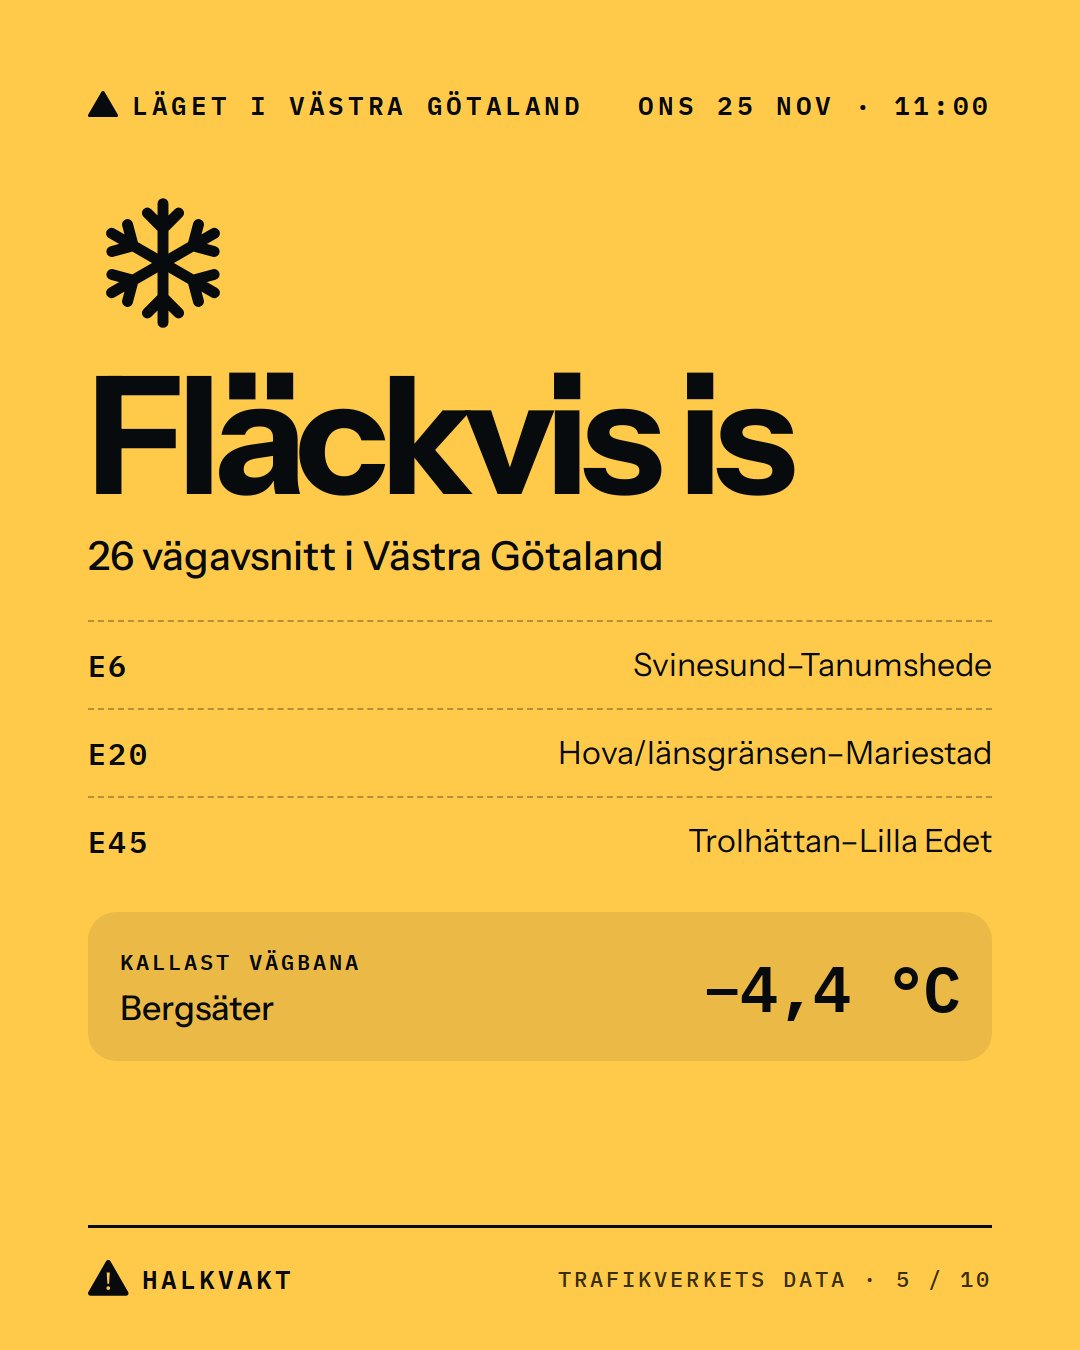 LÄGET I VÄSTRA GÖTALAND ONS 25 NOV · 11:00
Fläckvis is
26 vägavsnitt i Västra Götaland
E6 Svinesund–Tanumshede
E20 Hova/länsgränsen–Mariestad
E45 Trolhättan–Lilla Edet
KALLAST VÄGBANA
Bergsäter
−4,4 °C
HALKVAKT TRAFIKVERKETS DATA · 5 / 10